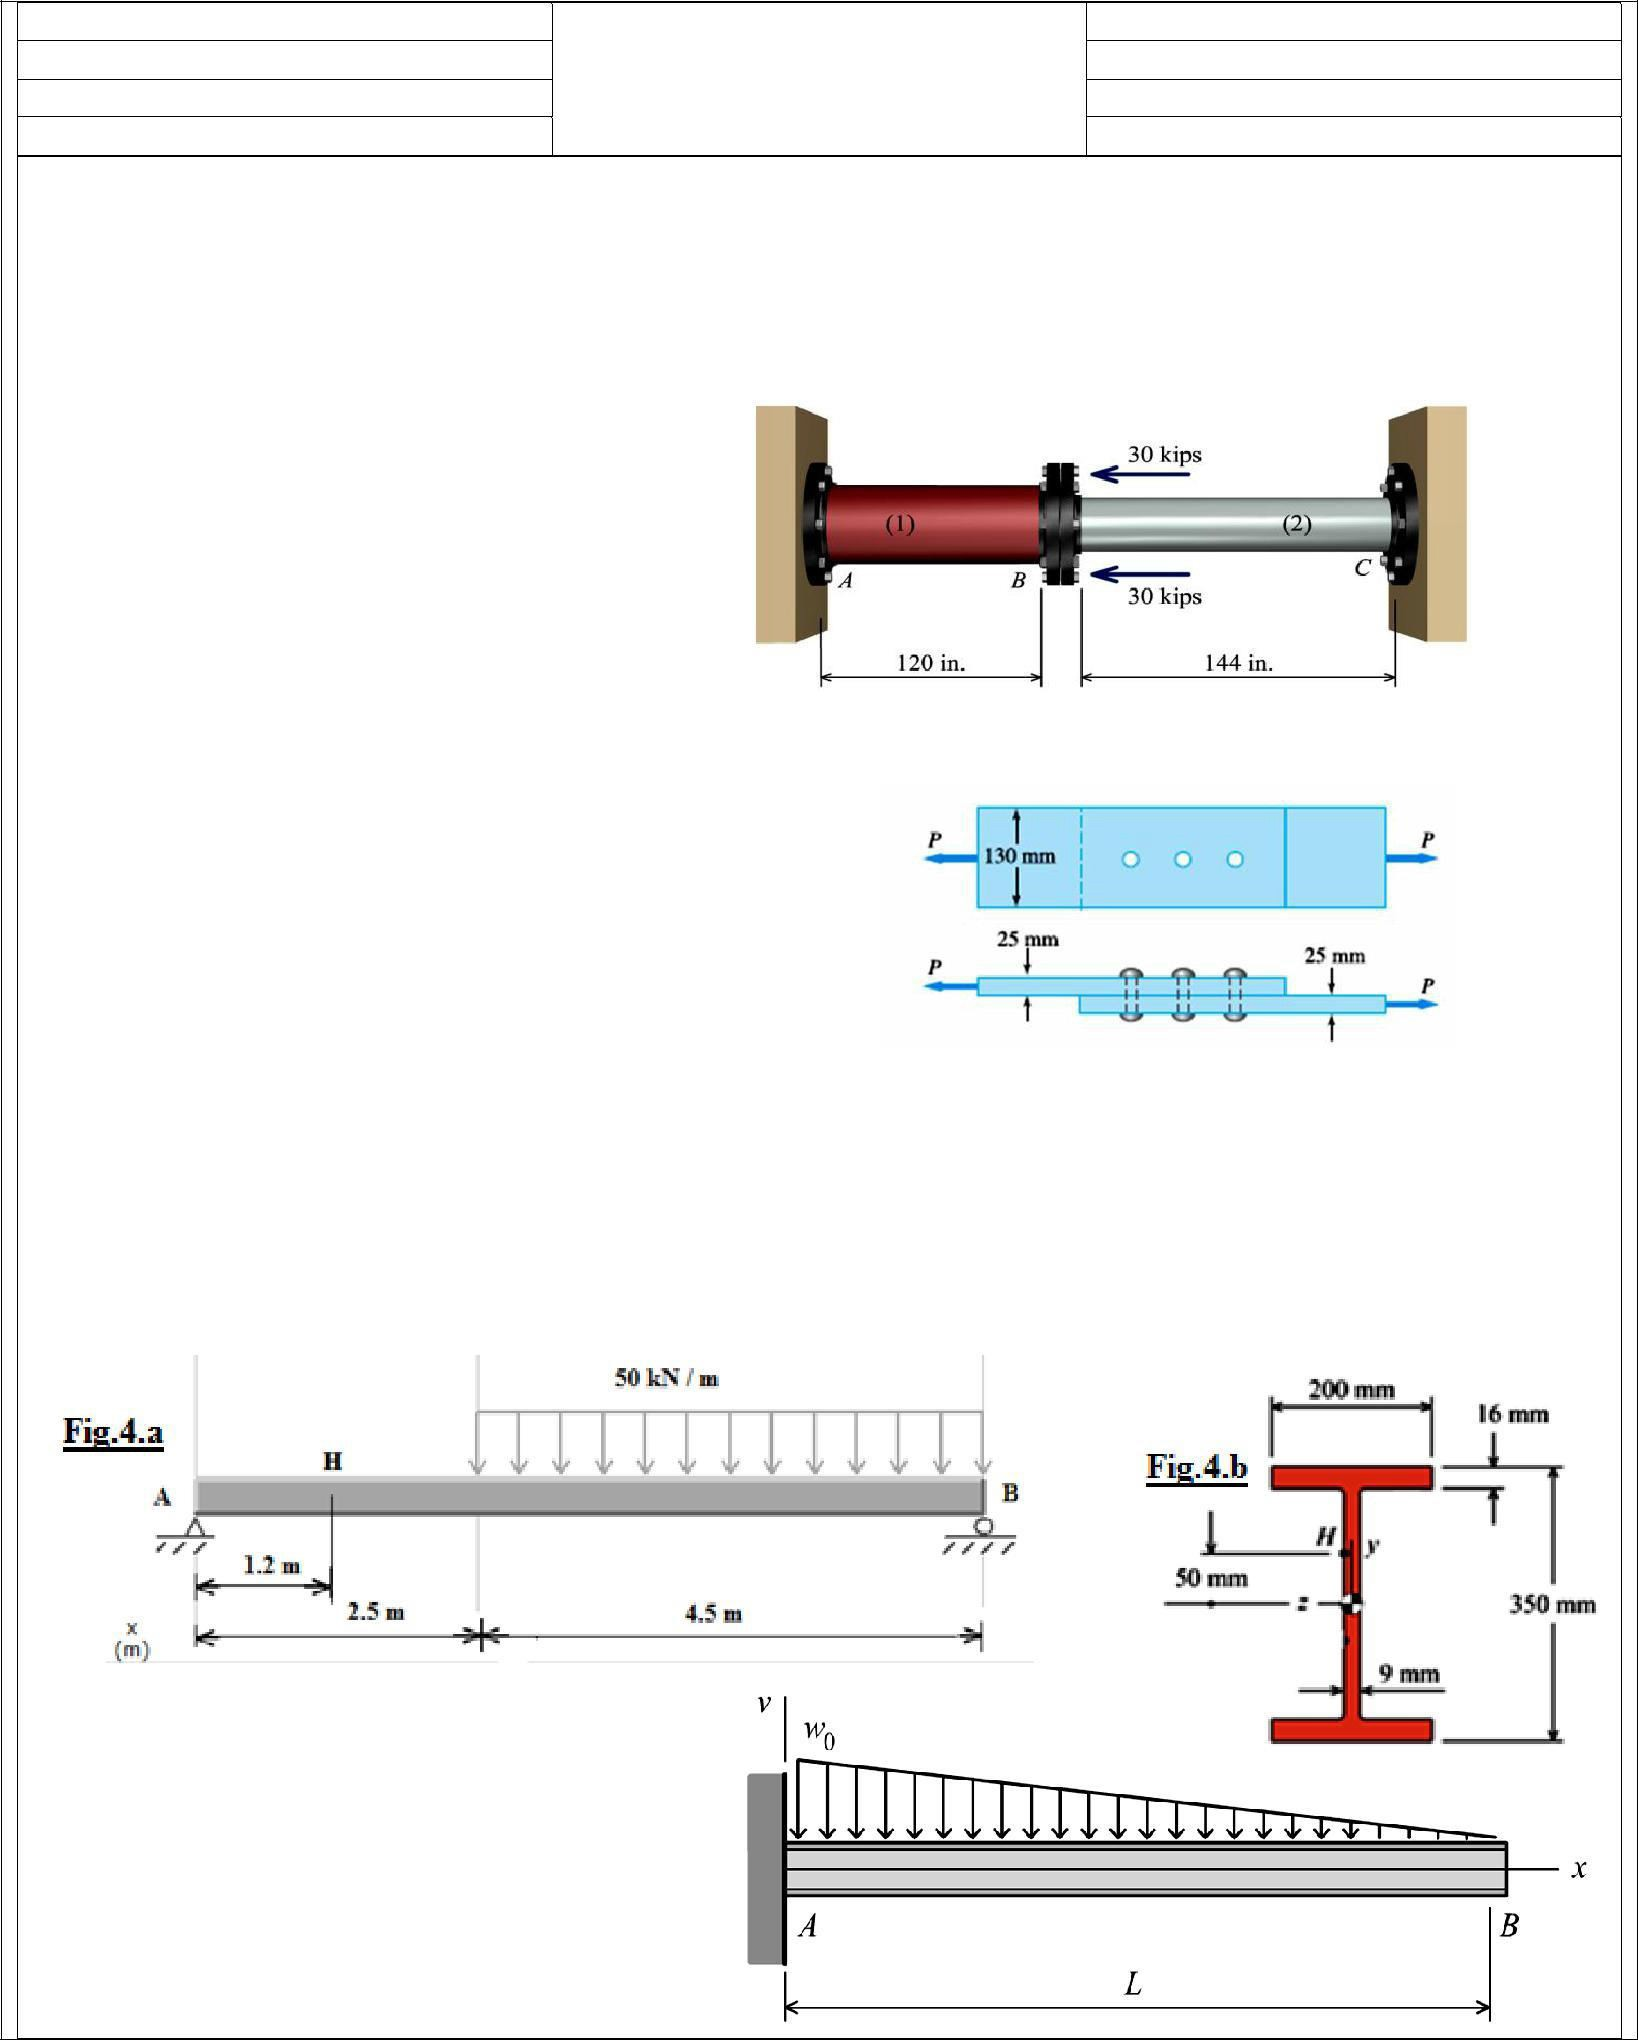 30 kips
(1)
(2)
A
B
C
30 kips
120 in.
144 in.
P
130 mm
P
25 mm
25 mm
P
P
50 kN / m
Fig.4.a
H
A
B
1.2 m
2.5 m
4.5 m
x
(m)
200 mm
16 mm
Fig.4.b
H
y
50 mm
z
350 mm
9 mm
v
w0
x
A
B
L